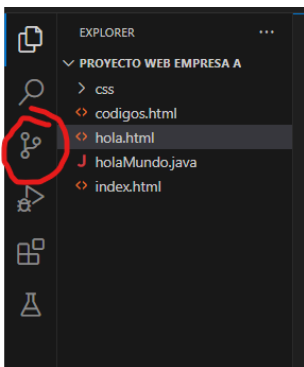 EXPLORER
PROYECTO WEB EMPRESA A
css
codigos.html
hola.html
J holaMundo.java
index.html